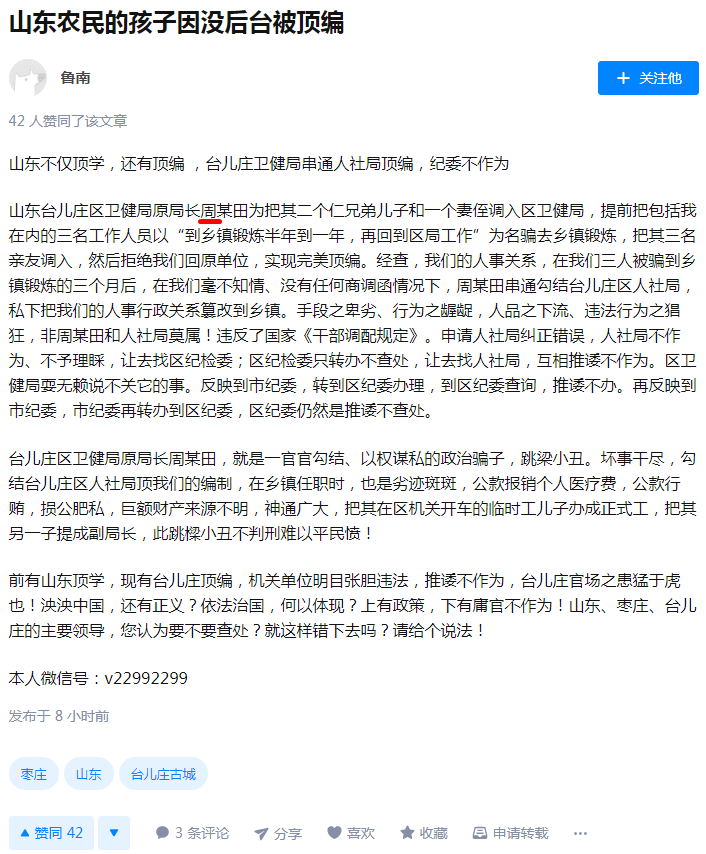 山东农民的孩子因没后台被顶编
鲁南
＋ 关注他
42 人赞同了该文章
山东不仅顶学，还有顶编 ，台儿庄卫健局串通人社局顶编，纪委不作为
山东台儿庄区卫健局原局长周某田为把其二个仁兄弟儿子和一个妻侄调入区卫健局，提前把包括我
在内的三名工作人员以“到乡镇锻炼半年到一年，再回到区局工作”为名骗去乡镇锻炼，把其三名
亲友调入，然后拒绝我们回原单位，实现完美顶编。经查，我们的人事关系，在我们三人被骗到乡
镇锻炼的三个月后，在我们毫不知情、没有任何商调函情况下，周某田串通勾结台儿庄区人社局，
私下把我们的人事行政关系篡改到乡镇。手段之卑劣、行为之龌龊，人品之下流、违法行为之猖
狂，非周某田和人社局莫属！违反了国家《干部调配规定》。申请人社局纠正错误，人社局不作
为、不予理睬，让去找区纪检委；区纪检委只转办不查处，让去找人社局，互相推诿不作为。区卫
健局耍无赖说不关它的事。反映到市纪委，转到区纪委办理，到区纪委查询，推诿不办。再反映到
市纪委，市纪委再转办到区纪委，区纪委仍然是推诿不查处。
台儿庄区卫健局原局长周某田，就是一官官勾结、以权谋私的政治骗子，跳梁小丑。坏事干尽，勾
结台儿庄区人社局顶我们的编制，在乡镇任职时，也是劣迹斑斑，公款报销个人医疗费，公款行
贿，损公肥私，巨额财产来源不明，神通广大，把其在区机关开车的临时工儿子办成正式工，把其
另一子提成副局长，此跳樑小丑不判刑难以平民愤！
前有山东顶学，现有台儿庄顶编，机关单位明目张胆违法，推诿不作为，台儿庄官场之患猛于虎
也！泱泱中国，还有正义？依法治国，何以体现？上有政策，下有庸官不作为！山东、枣庄、台儿
庄的主要领导，您认为要不要查处？就这样错下去吗？请给个说法！
本人微信号：v22992299
发布于 8 小时前
枣庄 山东 台儿庄古城
赞同 42 3 条评论 分享 喜欢 收藏 申请转载